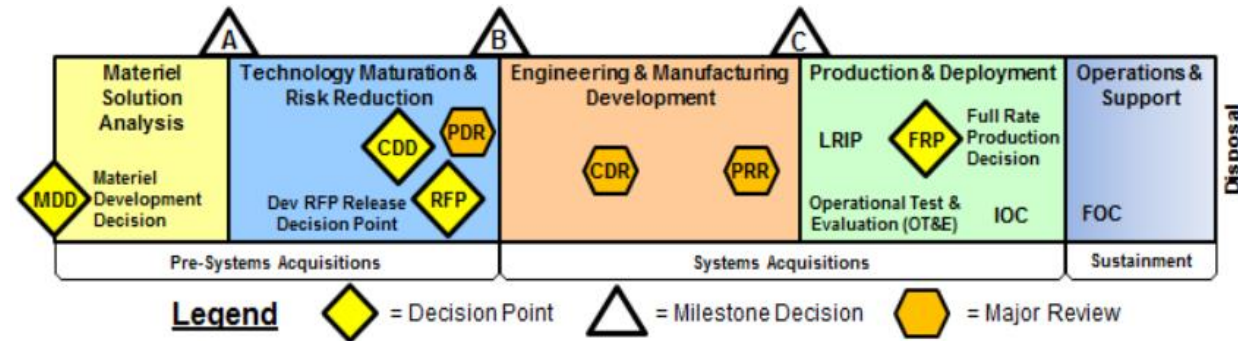 A
B
C
Materiel
Solution
Analysis
MDD
Materiel
Development
Decision
Technology Maturation &
Risk Reduction
CDD
PDR
Dev RFP Release
Decision Point
RFP
Engineering & Manufacturing
Development
CDR
PRR
Production & Deployment
LRIP
FRP
Full Rate
Production
Decision
Operational Test &
Evaluation (OT&E)
IOC
Operations &
Support
FOC
Disposal
Pre-Systems Acquisitions
Systems Acquisitions
Sustainment
Legend
= Decision Point
= Milestone Decision
= Major Review